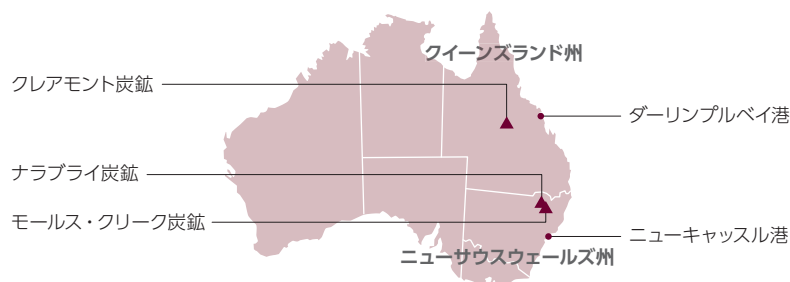 クイーンズランド州
クレアモント炭鉱
ダーリンプルベイ港
ナラブライ炭鉱
モールス・クリーク炭鉱
ニューキャッスル港
ニューサウスウェールズ州